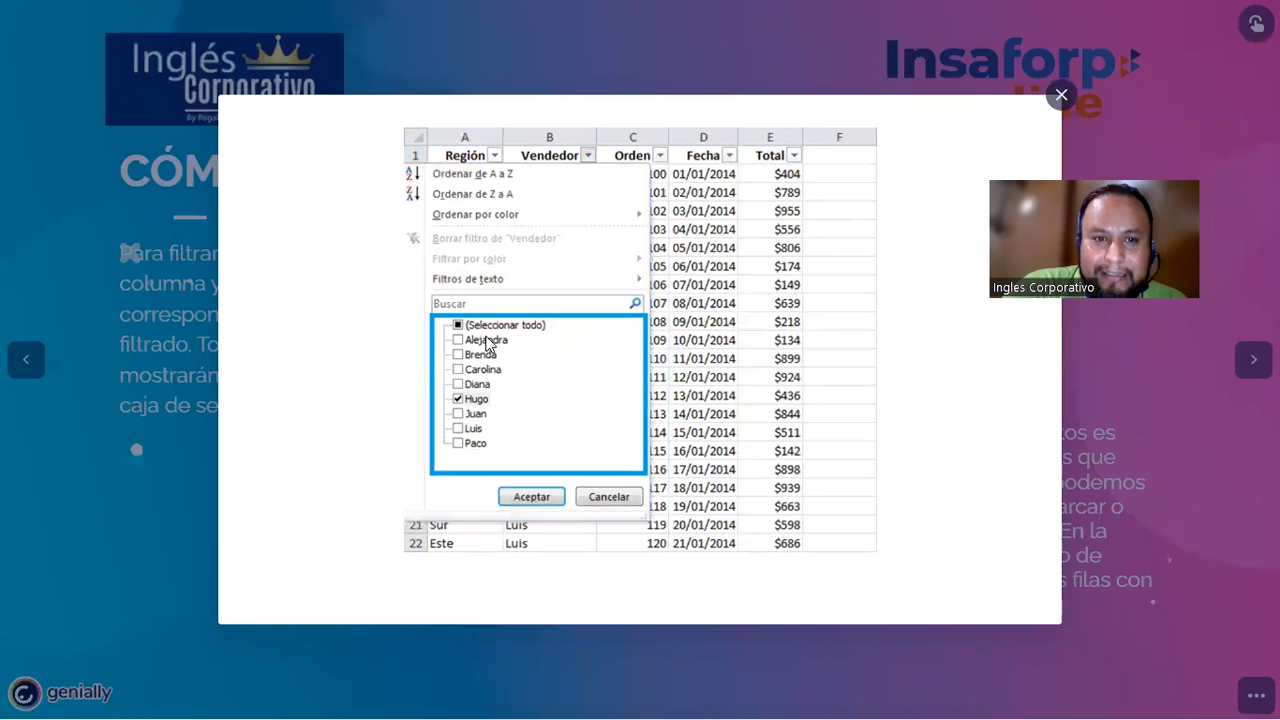 Inglés
Corporativo
Insaforp
CÓM
Para filtrar
columna y
correspon
filtrado. To
mostrarán
caja de se
A B C D E F
1 Región Vendedor Orden Fecha Total
Ordenar de A a Z 100 01/01/2014 $404
Ordenar de Z a A 101 02/01/2014 $789
Ordenar por color 102 03/01/2014 $955
103 04/01/2014 $556
Borrar filtro de "Vendedor" 104 05/01/2014 $806
Filtrar por color 105 06/01/2014 $174
Filtros de texto 106 07/01/2014 $149
Buscar 107 08/01/2014 $639
(Seleccionar todo) 108 09/01/2014 $218
Alejandra 109 10/01/2014 $134
Brenda 110 11/01/2014 $899
Carolina 111 12/01/2014 $924
Diana
Hugo 112 13/01/2014 $436
Juan 113 14/01/2014 $844
Luis 114 15/01/2014 $511
Paco 115 16/01/2014 $142
116 17/01/2014 $898
Aceptar Cancelar 117 18/01/2014 $939
118 19/01/2014 $663
21 Sur Luis 119 20/01/2014 $598
22 Este Luis 120 21/01/2014 $686
Ingles Corporativo
tos es
s que
podemos
arcar o
En la
o de
s filas con
genially